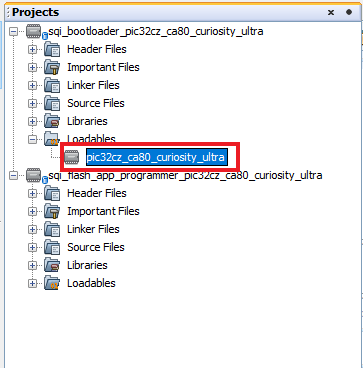 Projects
sqi_bootloader_pic32cz_ca80_curiosity_ultra
Header Files
Important Files
Linker Files
Source Files
Libraries
Loadables
pic32cz_ca80_curiosity_ultra
sqi_flash_app_programmer_pic32cz_ca80_curiosity_ultra
Header Files
Important Files
Linker Files
Source Files
Libraries
Loadables